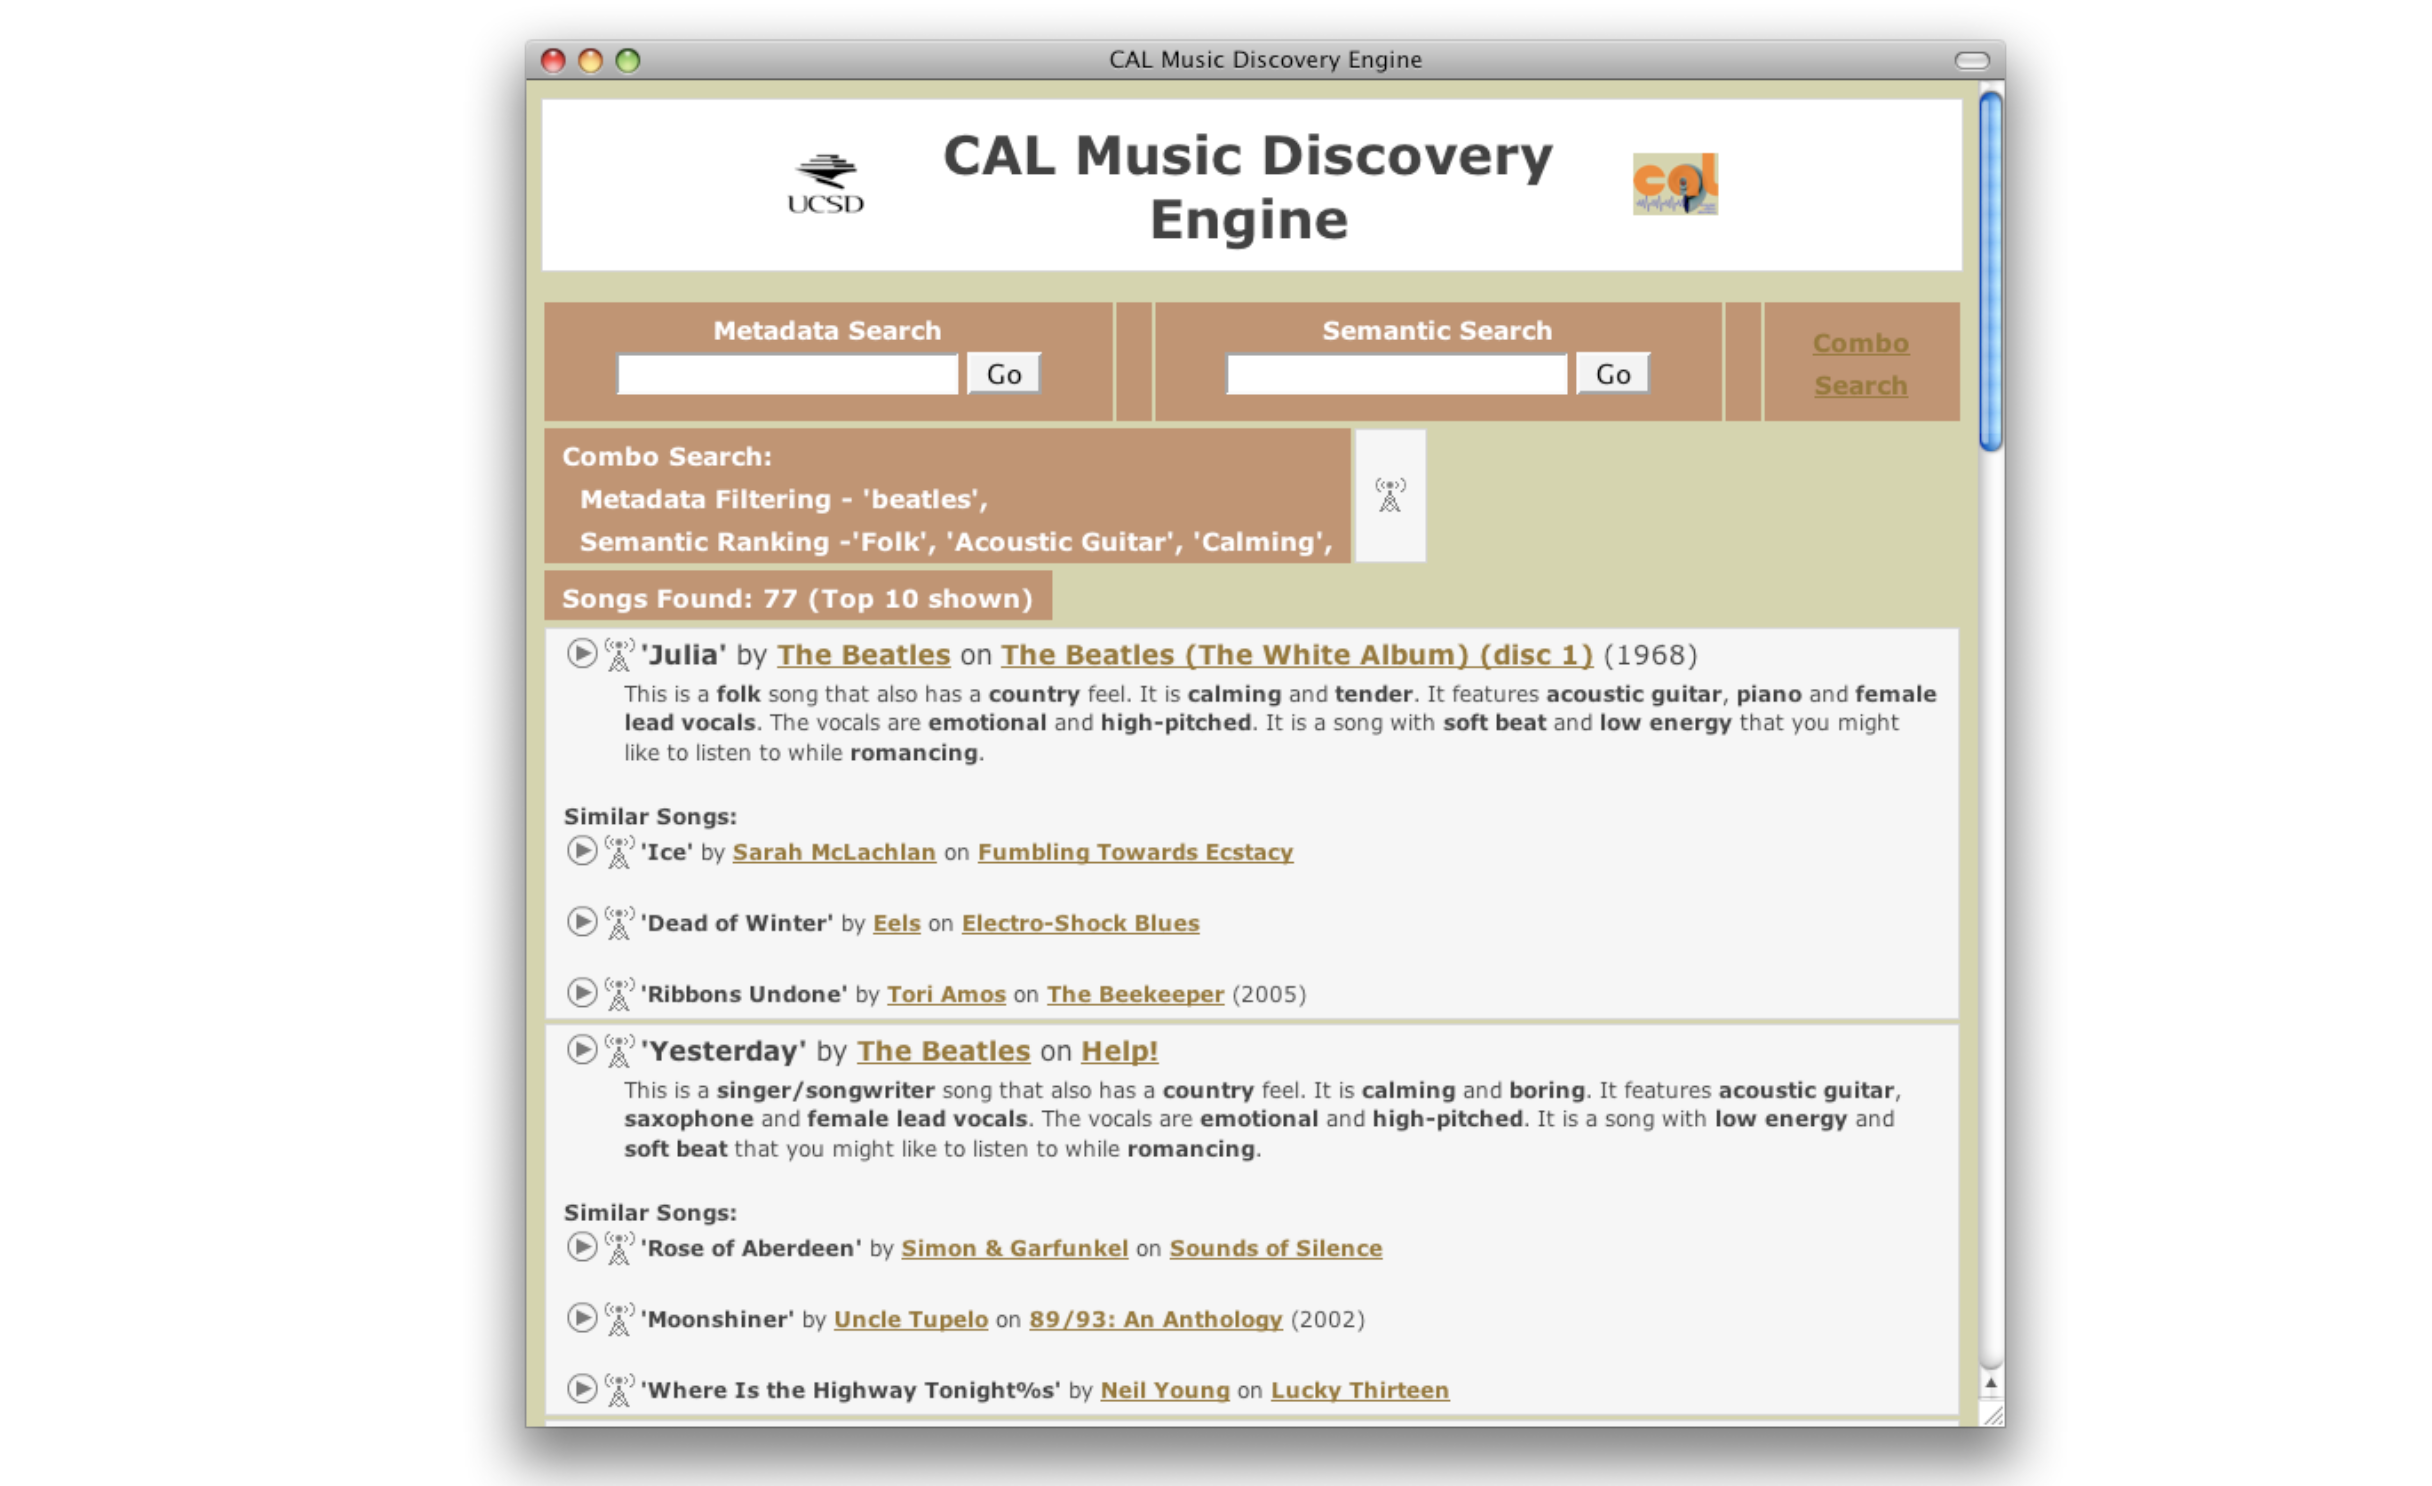 CAL Music Discovery Engine
UCSD
CAL Music Discovery
Engine
cal
Metadata Search
Go
Semantic Search
Go
Combo
Search
Combo Search:
Metadata Filtering - 'beatles',
Semantic Ranking -'Folk', 'Acoustic Guitar', 'Calming',
Songs Found: 77 (Top 10 shown)
'Julia' by The Beatles on The Beatles (The White Album) (disc 1) (1968)
This is a folk song that also has a country feel. It is calming and tender. It features acoustic guitar, piano and female
lead vocals. The vocals are emotional and high-pitched. It is a song with soft beat and low energy that you might
like to listen to while romancing.
Similar Songs:
'Ice' by Sarah McLachlan on Fumbling Towards Ecstacy
'Dead of Winter' by Eels on Electro-Shock Blues
'Ribbons Undone' by Tori Amos on The Beekeeper (2005)
'Yesterday' by The Beatles on Help!
This is a singer/songwriter song that also has a country feel. It is calming and boring. It features acoustic guitar,
saxophone and female lead vocals. The vocals are emotional and high-pitched. It is a song with low energy and
soft beat that you might like to listen to while romancing.
Similar Songs:
'Rose of Aberdeen' by Simon & Garfunkel on Sounds of Silence
'Moonshiner' by Uncle Tupelo on 89/93: An Anthology (2002)
'Where Is the Highway Tonight%s' by Neil Young on Lucky Thirteen